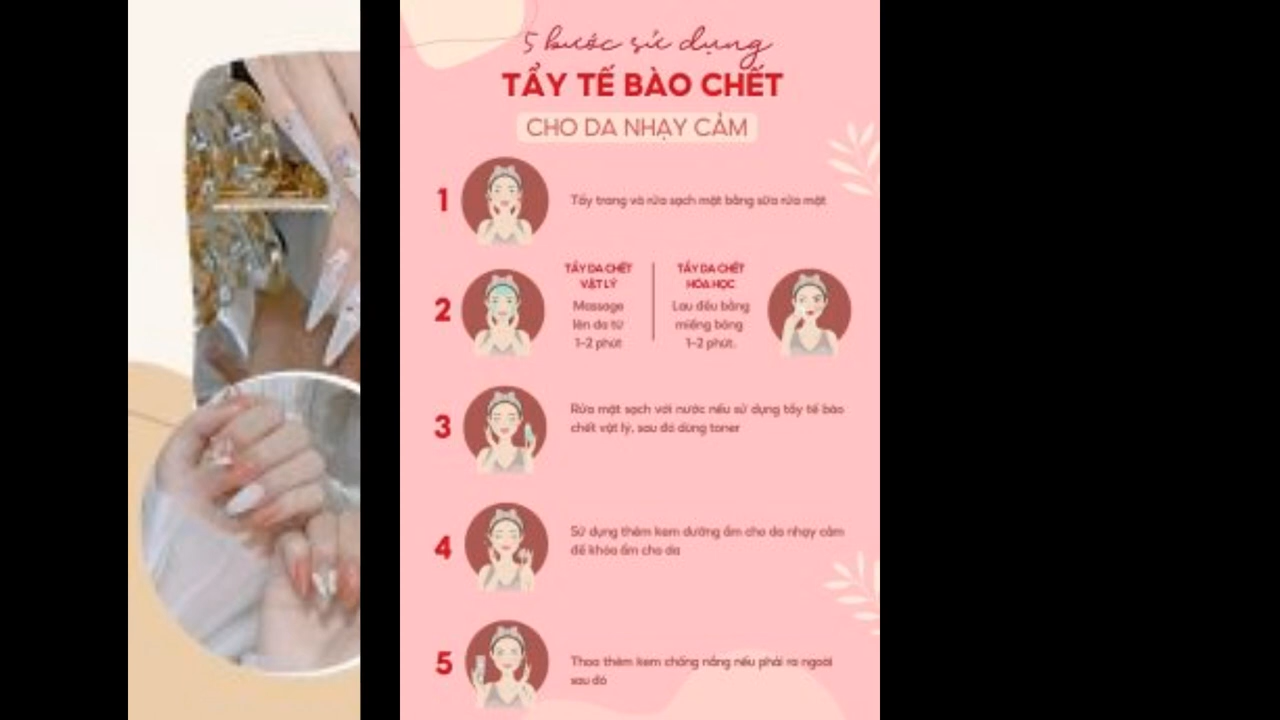 5 bước sử dụng
TẨY TẾ BÀO CHẾT
CHO DA NHẠY CẢM
1
Tẩy trang và rửa sạch mặt bằng sữa rửa mặt
2
TẨY DA CHẾT
VẬT LÝ
Massage
lên da từ
1-2 phút
TẨY DA CHẾT
HÓA HỌC
Lau đều bằng
miếng bông
1-2 phút.
3
Rửa mặt sạch với nước nếu sử dụng tẩy tế bào
chết vật lý, sau đó dùng toner
4
Sử dụng thêm kem dưỡng ẩm cho da nhạy cảm
để khóa ẩm cho da
5
Thoa thêm kem chống nắng nếu phải ra ngoài
sau đó